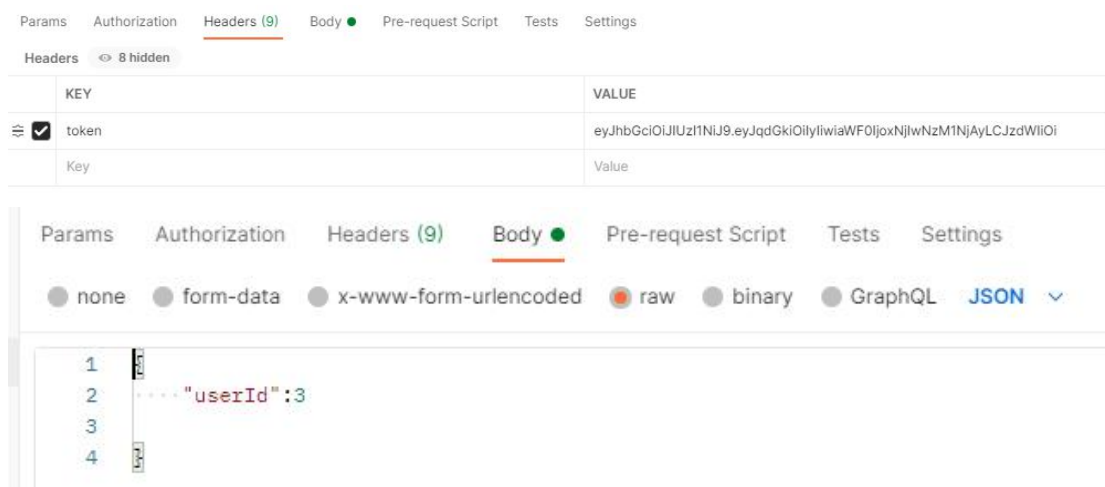 Params Authorization Headers (9) Body Pre-request Script Tests Settings
Headers 8 hidden
KEY VALUE
token eyJhbGciOiJIUzI1NiJ9.eyJqdGkiOiIyIiwiaWF0IjoxNjIwNzM1NjAyLCJzdWIiOi
Key Value
Params Authorization Headers (9) Body Pre-request Script Tests Settings
none form-data x-www-form-urlencoded raw binary GraphQL JSON
1 {
2 ····"userId":3
3
4 }